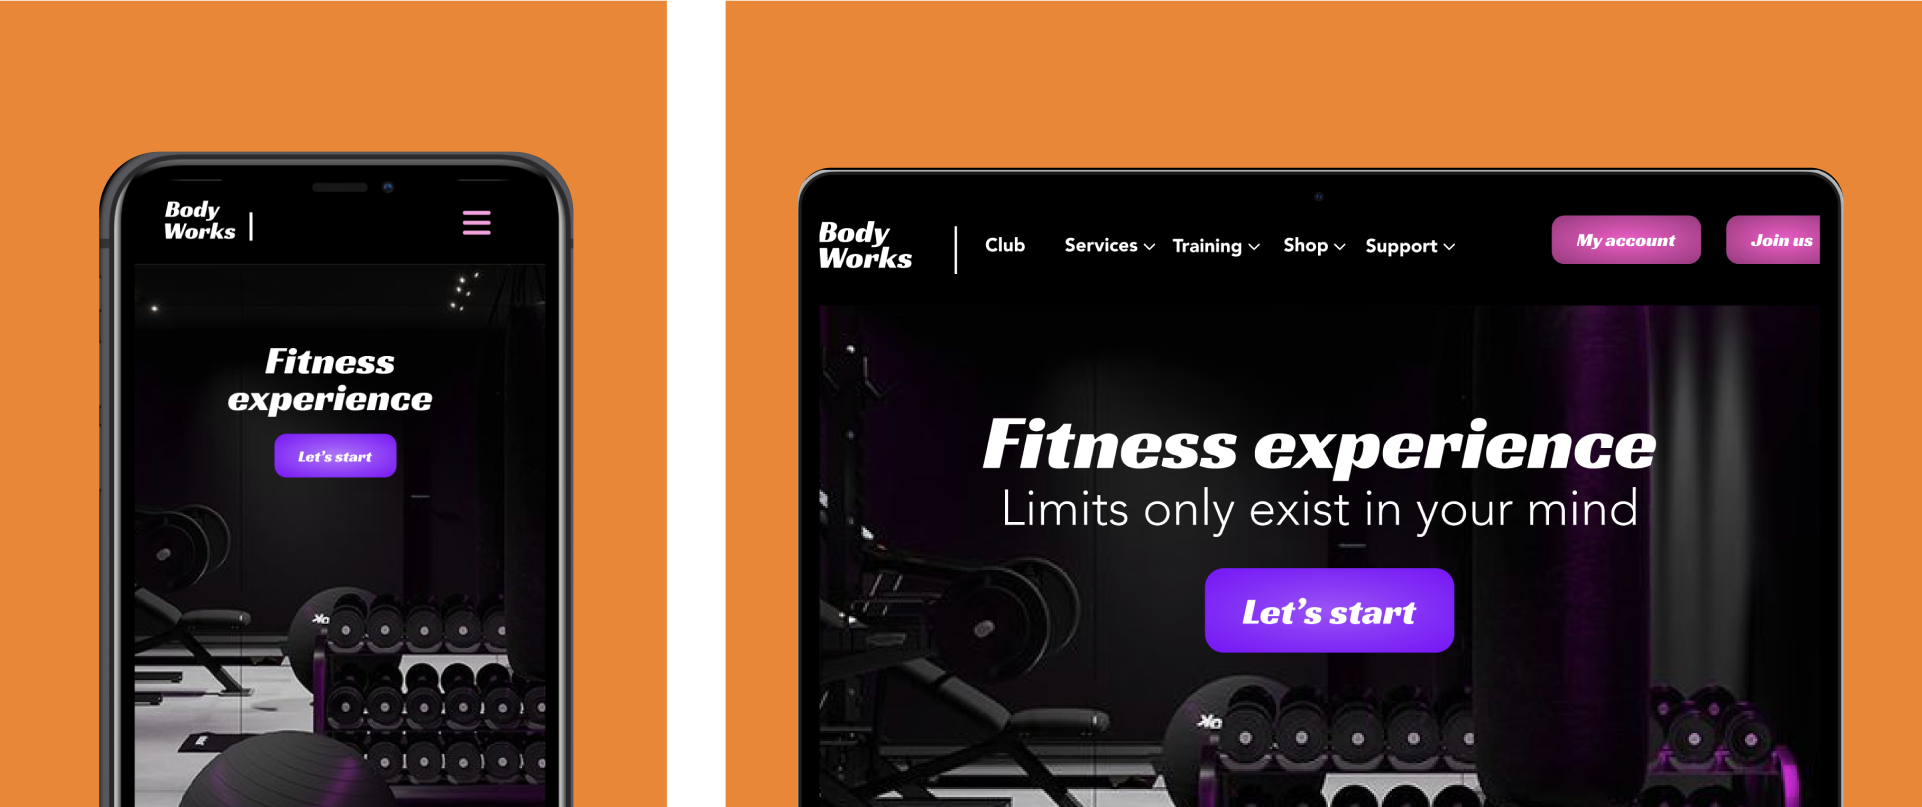 Body
Works
Fitness
experience
Let's start
Body
Works
Club Services Training Shop Support My account Join us
Fitness experience
Limits only exist in your mind
Let's start